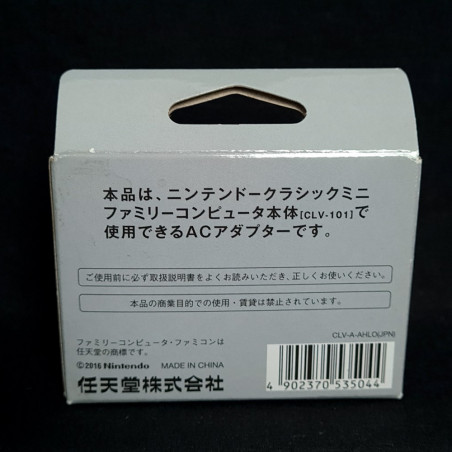 本品は、ニンテンドークラシックミニ
ファミリーコンピュータ本体[CLV-101]で
使用できるACアダプターです。
ご使用前に必ず取扱説明書をよくお読みいただき、正しくお使いください。
本品の商業目的での使用・賃貸は禁止されています。
ファミリーコンピュータ・ファミコンは
任天堂の商標です。
©2016 Nintendo MADE IN CHINA
任天堂株式会社
CLV-A-AHLO(JPN)
4 902370 535044